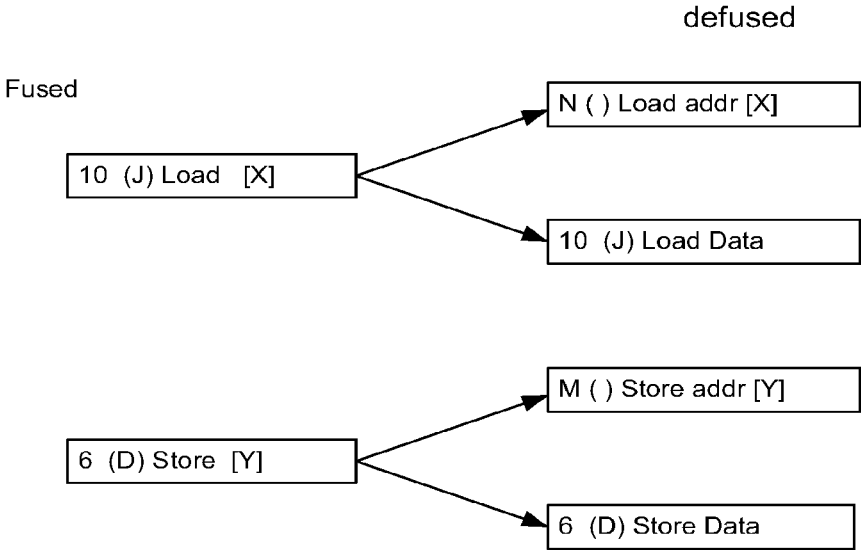 defused
Fused
N ( ) Load addr [X]
10 (J) Load [X]
10 (J) Load Data
M ( ) Store addr [Y]
6 (D) Store [Y]
6 (D) Store Data